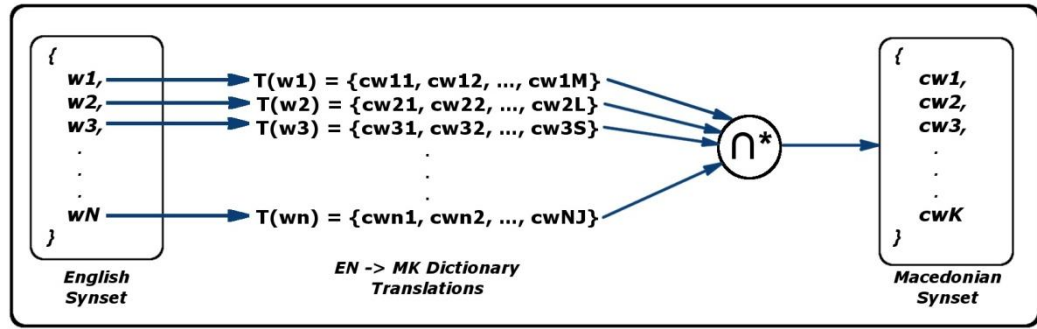 {
w1,
w2,
w3,
.
.
.
wN
}
English
Synset
T(w1) = {cw11, cw12, ..., cw1M}
T(w2) = {cw21, cw22, ..., cw2L}
T(w3) = {cw31, cw32, ..., cw3S}
.
.
.
T(wn) = {cwn1, cwn2, ..., cwNJ}
EN -> MK Dictionary
Translations
∩*
{
cw1,
cw2,
cw3,
.
.
.
cwK
}
Macedonian
Synset